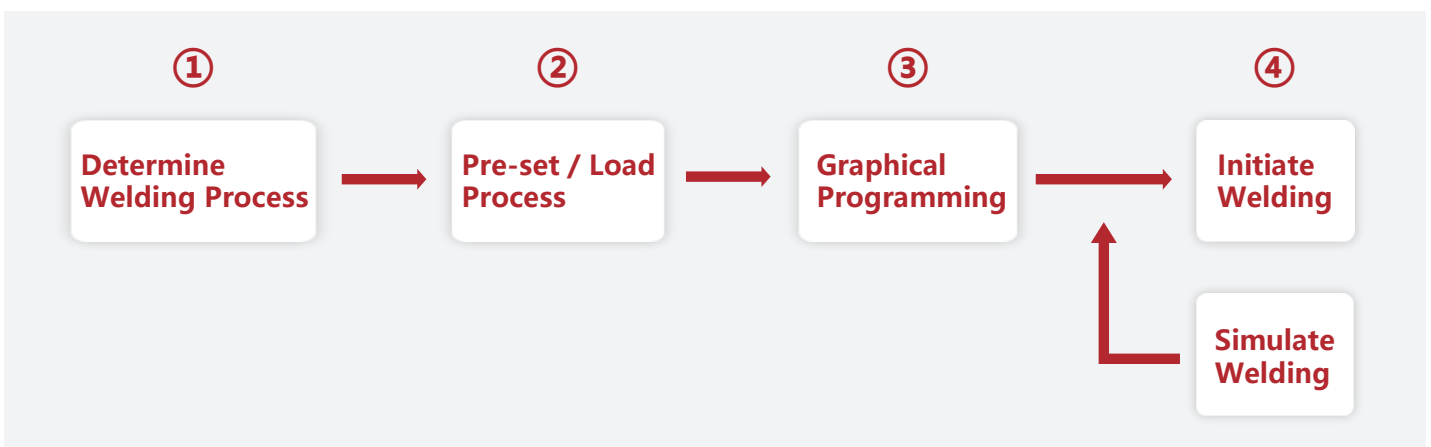 ①
②
③
④
Determine
Welding Process
Pre-set / Load
Process
Graphical
Programming
Initiate
Welding
Simulate
Welding